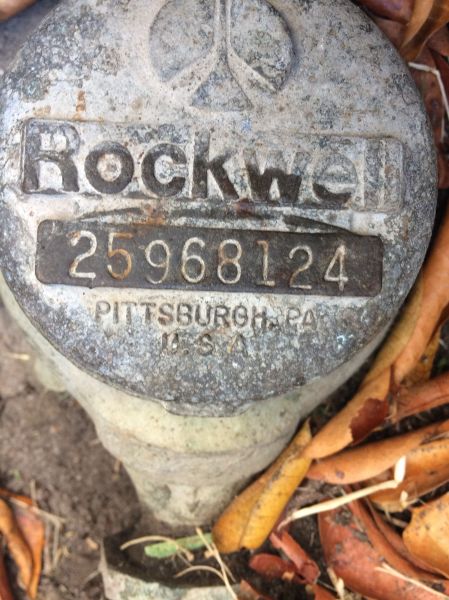 Rockwell
25968124
PITTSBURGH, PA
U.S.A